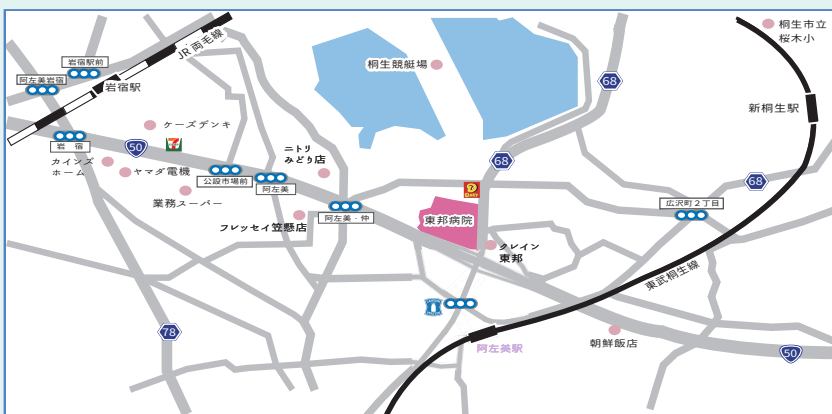 桐生市立
桜木小
JR 両毛線
岩宿駅前
阿左美岩宿
岩宿駅
桐生競艇場
68
新桐生駅
ケーズデンキ
50
岩 宿
カインズ
ホーム
ヤマダ電機
業務スーパー
公設市場前
阿左美
ニトリ
みどり店
68
68
広沢町2丁目
阿左美・仲
フレッセイ笠懸店
東邦病院
クレイン
東邦
東武桐生線
78
阿左美駅
朝鮮飯店
50